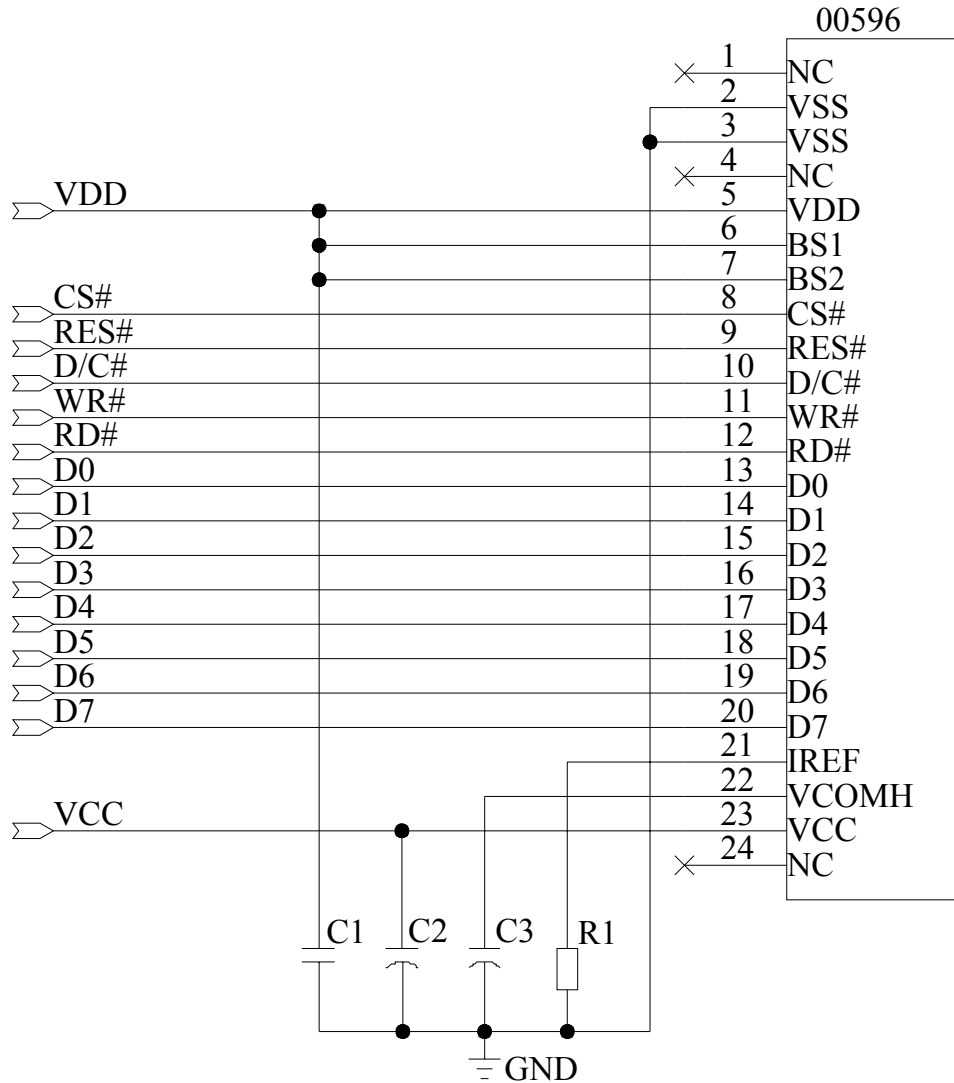 00596
1 NC
2 VSS
3 VSS
4 NC
VDD 5 VDD
6 BS1
7 BS2
CS# 8 CS#
RES# 9 RES#
D/C# 10 D/C#
WR# 11 WR#
RD# 12 RD#
D0 13 D0
D1 14 D1
D2 15 D2
D3 16 D3
D4 17 D4
D5 18 D5
D6 19 D6
D7 20 D7
21 IREF
22 VCOMH
VCC 23 VCC
24 NC
C1 C2 C3 R1
GND